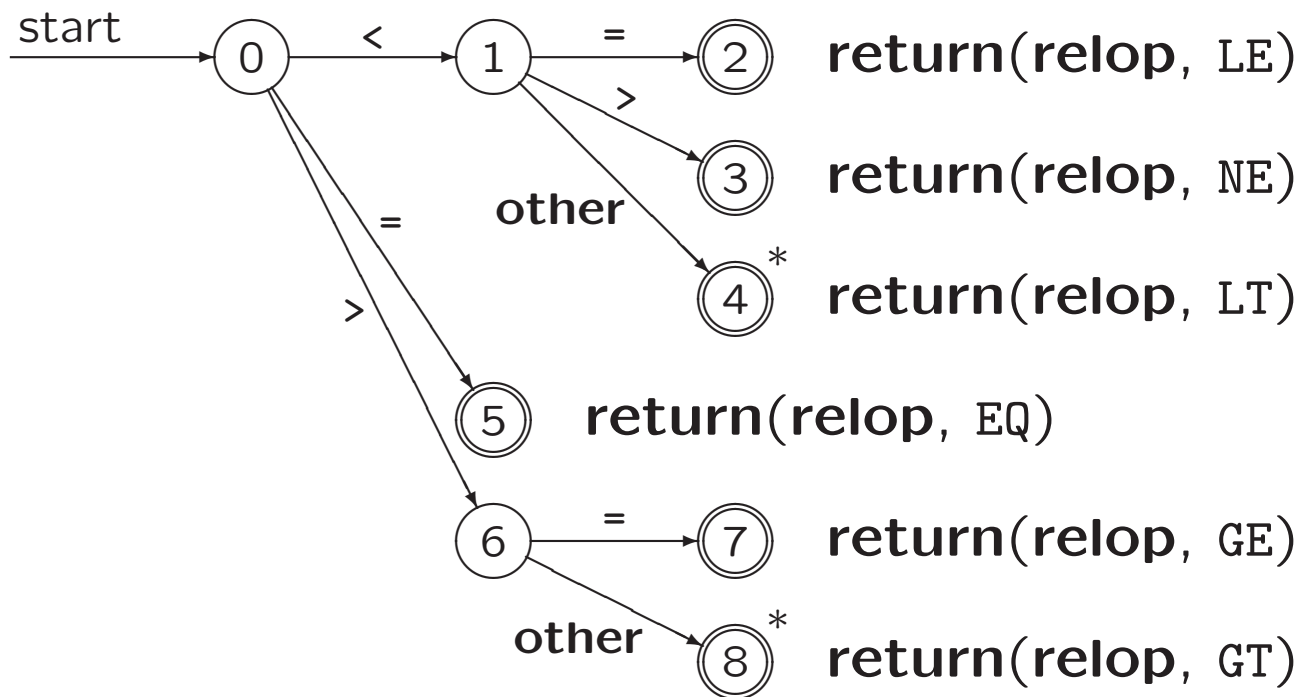 start 0 < 1 = 2 return(relop, LE)
>
3 return(relop, NE)
other
= 4 * return(relop, LT)
>
5 return(relop, EQ)
6 = 7 return(relop, GE)
other 8 * return(relop, GT)